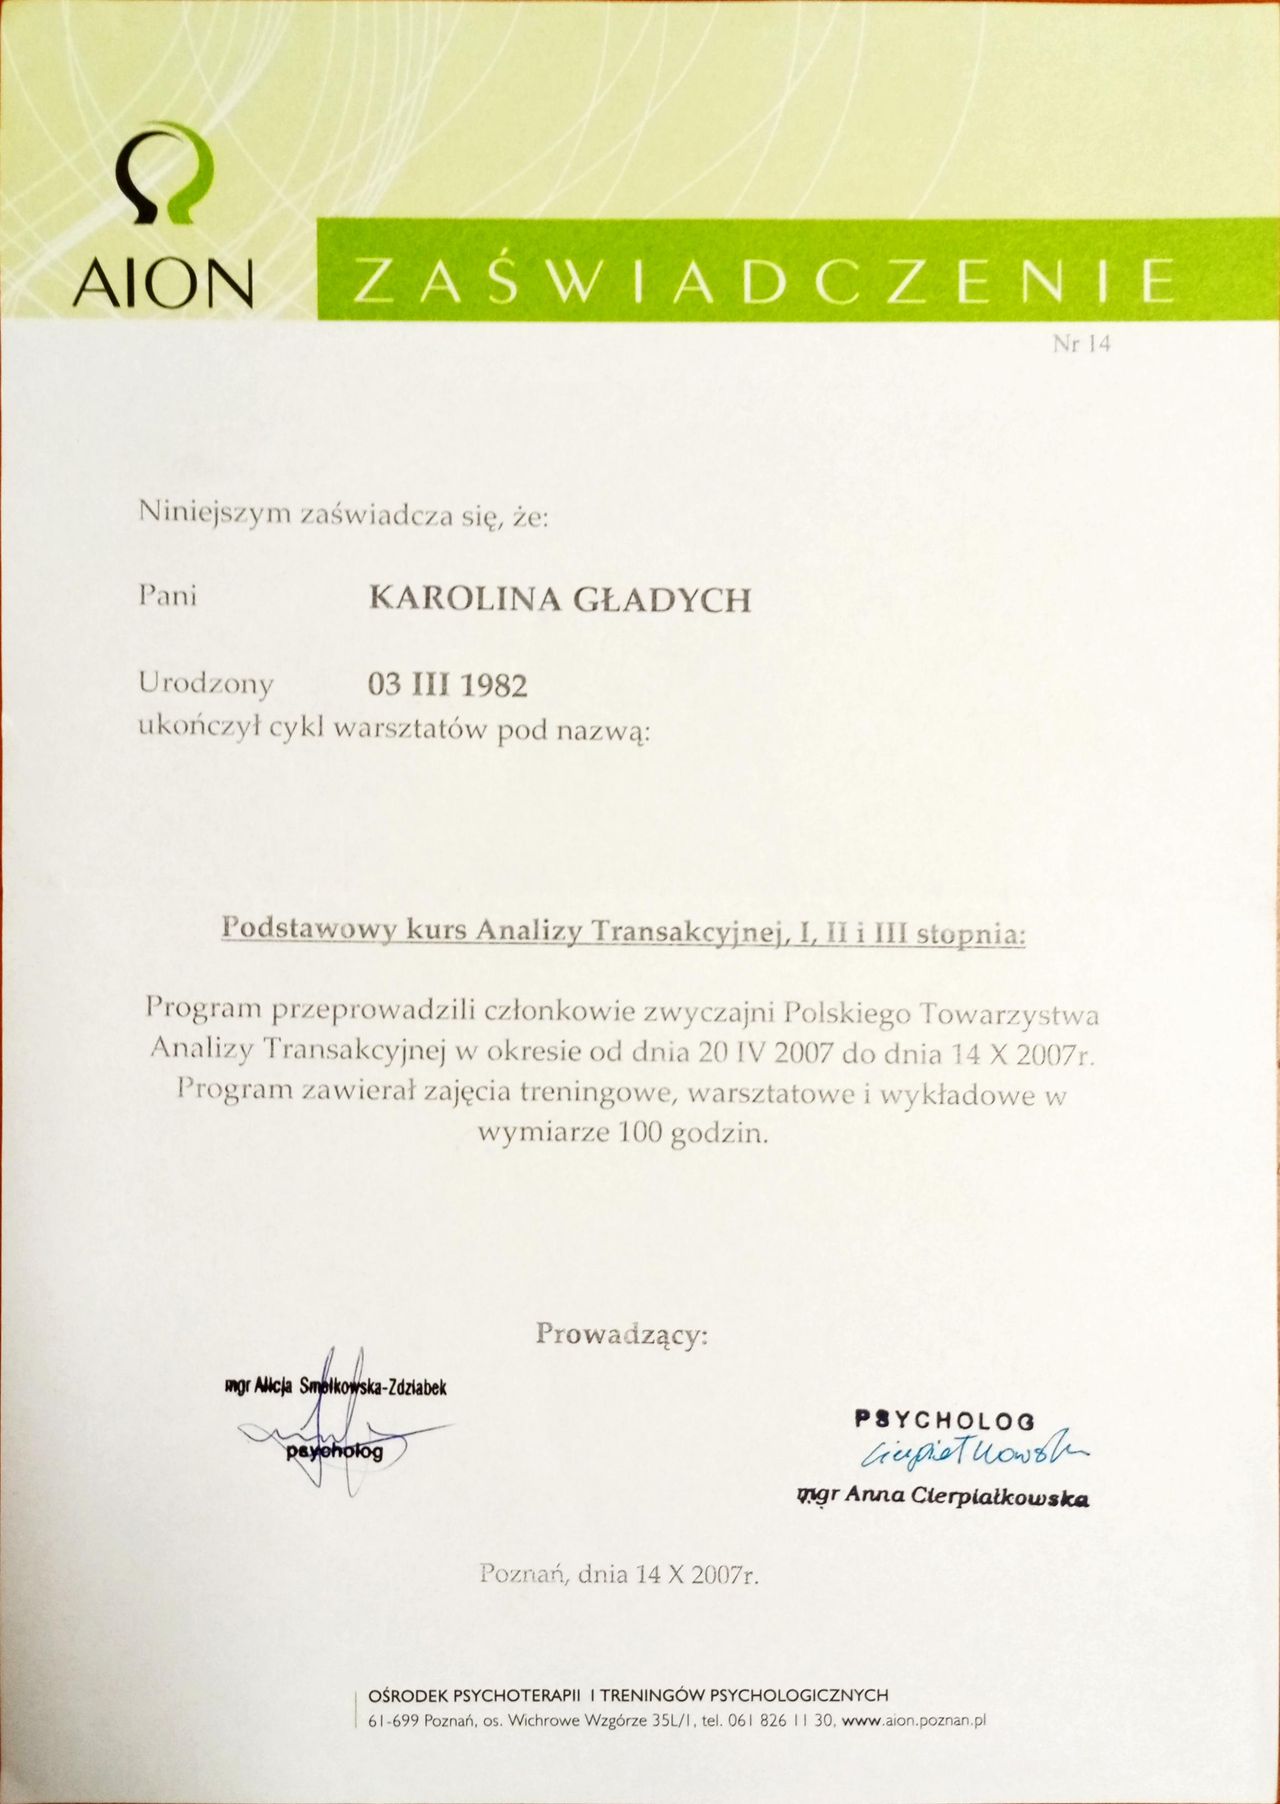 AION
ZAŚWIADCZENIE
Nr 14
Niniejszym zaświadcza się, że:
Pani KAROLINA GŁADYCH
Urodzony 03 III 1982
ukończył cykl warsztatów pod nazwą:
Podstawowy kurs Analizy Transakcyjnej, I, II i III stopnia:
Program przeprowadzili członkowie zwyczajni Polskiego Towarzystwa
Analizy Transakcyjnej w okresie od dnia 20 IV 2007 do dnia 14 X 2007r.
Program zawierał zajęcia treningowe, warsztatowe i wykładowe w
wymiarze 100 godzin.
Prowadzący:
mgr Alicja Smolkowska-Zdziabek
psycholog
PSYCHOLOG
Cierpiałkowska
mgr Anna Cierpiałkowska
Poznań, dnia 14 X 2007r.
OŚRODEK PSYCHOTERAPII I TRENINGÓW PSYCHOLOGICZNYCH
61-699 Poznań, os. Wichrowe Wzgórze 35L/1, tel. 061 826 11 30, www.aion.poznan.pl